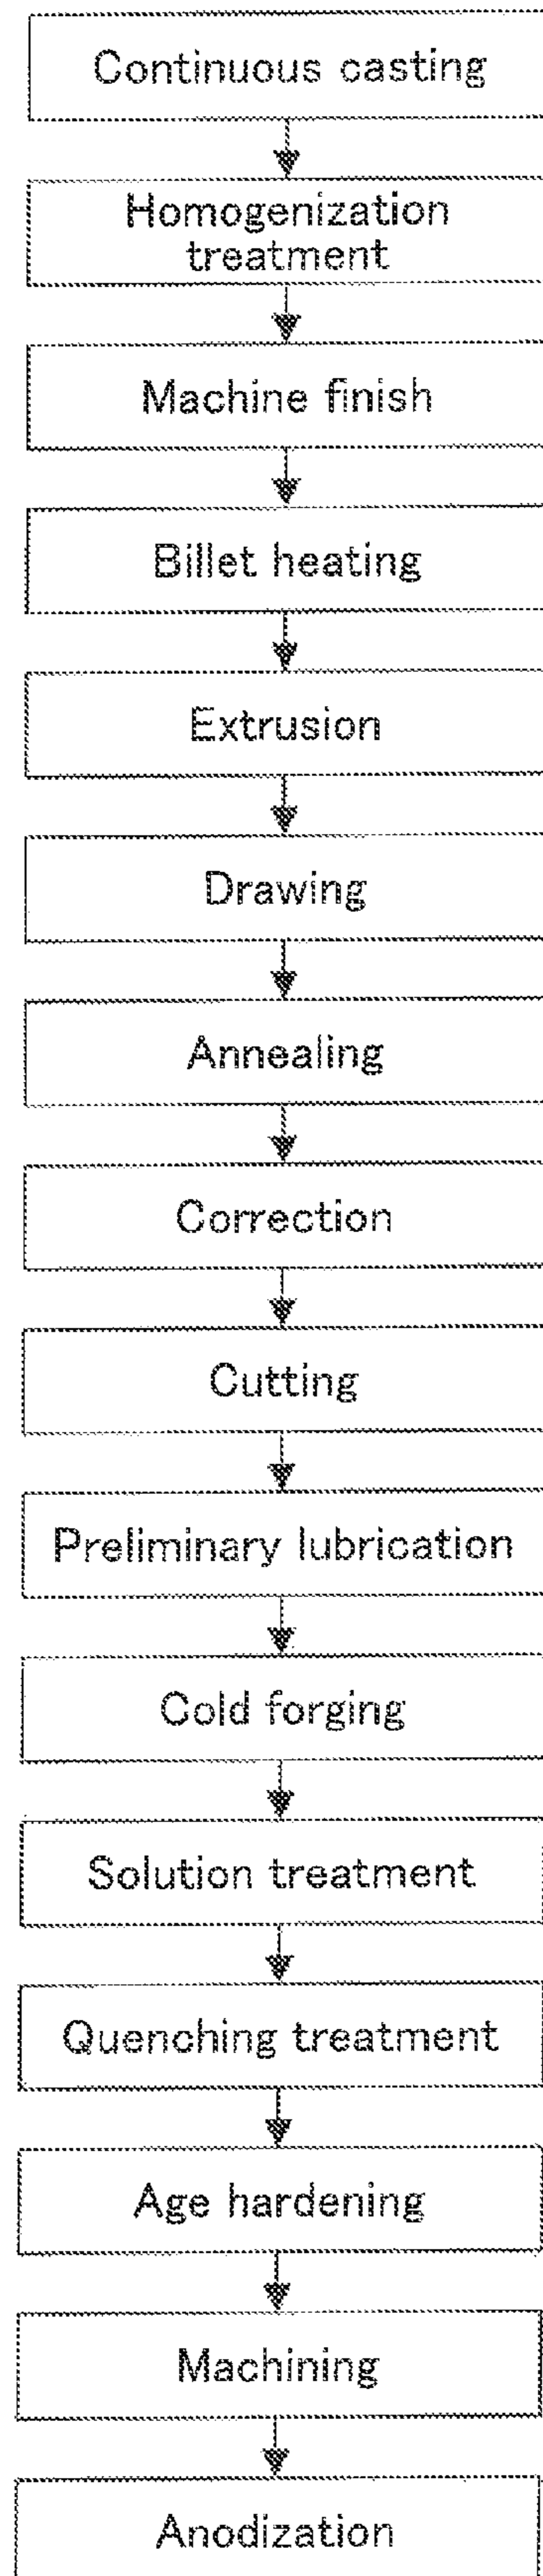 Continuous casting
Homogenization
treatment
Machine finish
Billet heating
Extrusion
Drawing
Annealing
Correction
Cutting
Preliminary lubrication
Cold forging
Solution treatment
Quenching treatment
Age hardening
Machining
Anodization